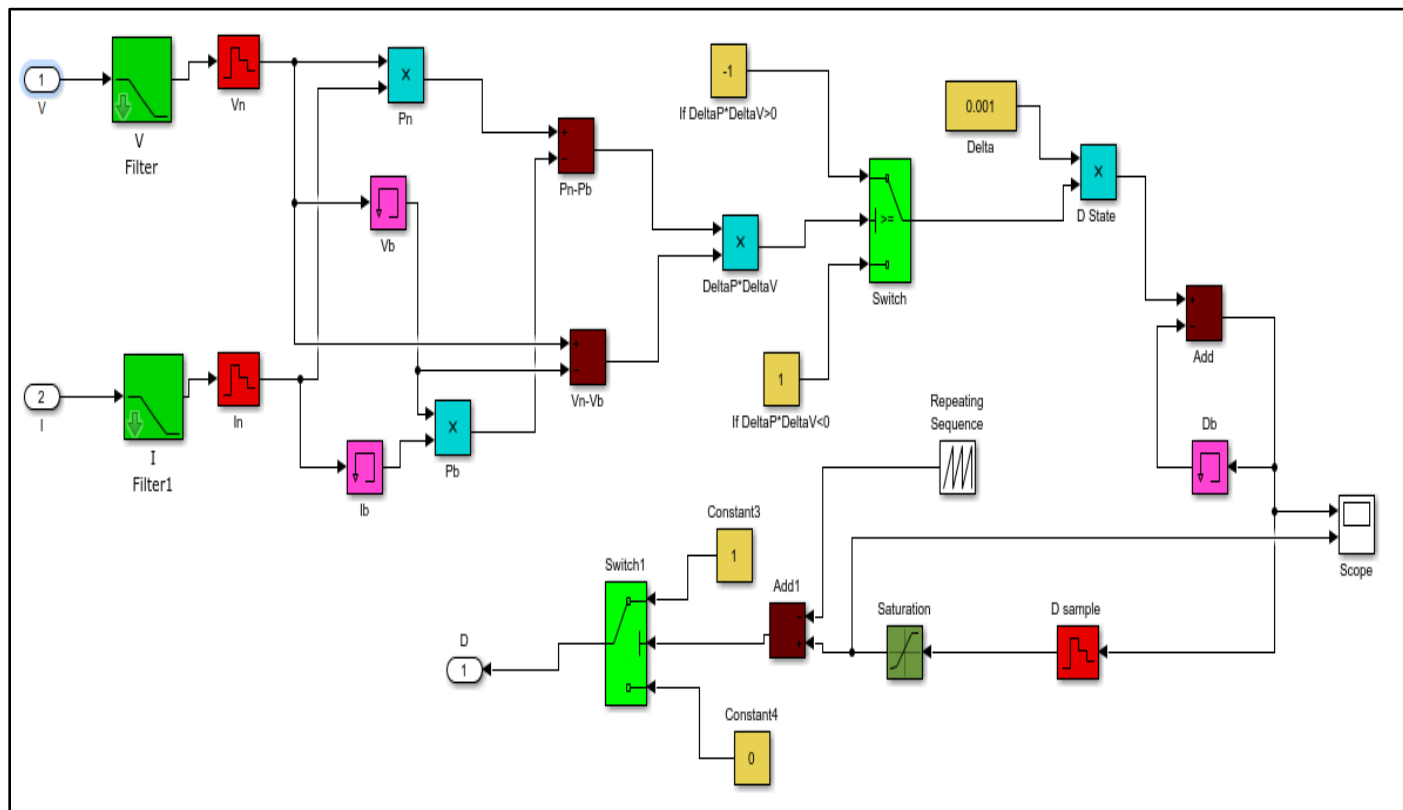 1
V
V
Filter
Vn
X
Pn
-1
If DeltaP*DeltaV>0
0.001
Delta
X
D State
+
-
Pn-Pb
Vb
X
DeltaP*DeltaV
>=
Switch
+
-
Add
2
I
I
Filter1
In
+
-
Vn-Vb
1
If DeltaP*DeltaV<0
X
Pb
Ib
Repeating
Sequence
Db
Scope
Constant3
1
Switch1
Add1
-
+
Saturation
D sample
D
1
Constant4
0